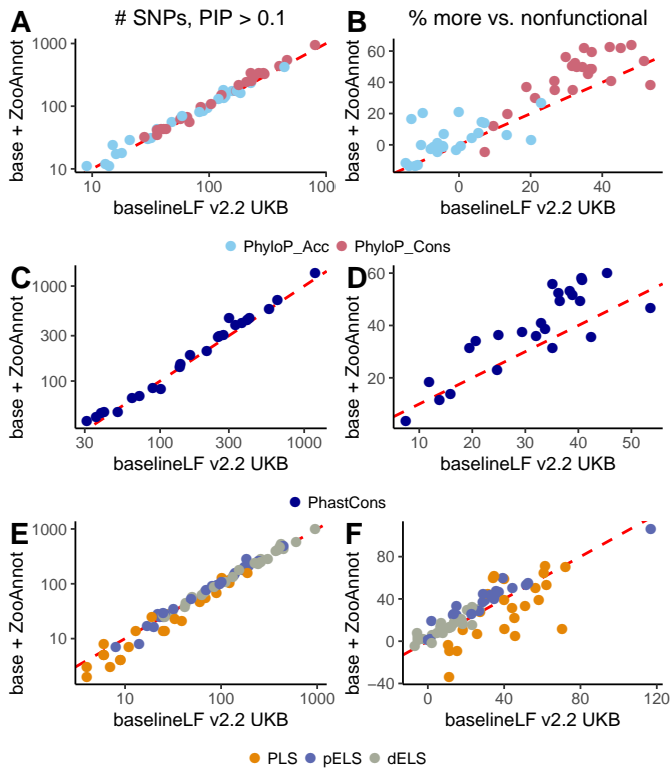 A # SNPs, PIP > 0.1
1000
100
10
10 100 800
base + ZooAnnot
baselineLF v2.2 UKB
B % more vs. nonfunctional
60
40
20
0
0 20 40
base + ZooAnnot
baselineLF v2.2 UKB
PhyloP_Acc PhyloP_Cons
C
1000
300
100
30 100 300 1000
base + ZooAnnot
baselineLF v2.2 UKB
D
60
40
20
10 20 30 40 50
base + ZooAnnot
baselineLF v2.2 UKB
PhastCons
E
1000
100
10
10 100 1000
base + ZooAnnot
baselineLF v2.2 UKB
F
80
40
0
−40
0 40 80 120
base + ZooAnnot
baselineLF v2.2 UKB
PLS pELS dELS